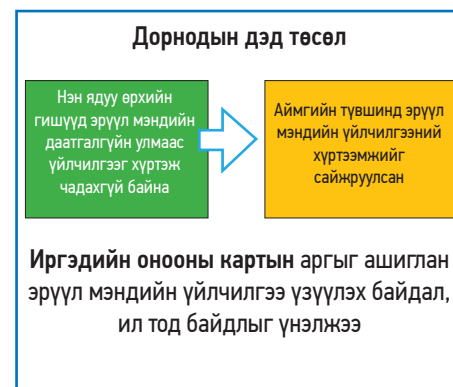 Дорнодын дэд төсөл
Нэн ядуу өрхийн
гишүүд эрүүл мэндийн
даатгалгүйн улмаас
үйлчилгээг хүртэж
чадахгүй байна
Аймгийн түвшинд эрүүл
мэндийн үйлчилгээний
хүртээмжийг
сайжруулсан
Иргэдийн онооны картын аргыг ашиглан
эрүүл мэндийн үйлчилгээ үзүүлэх байдал,
ил тод байдлыг үнэлжээ